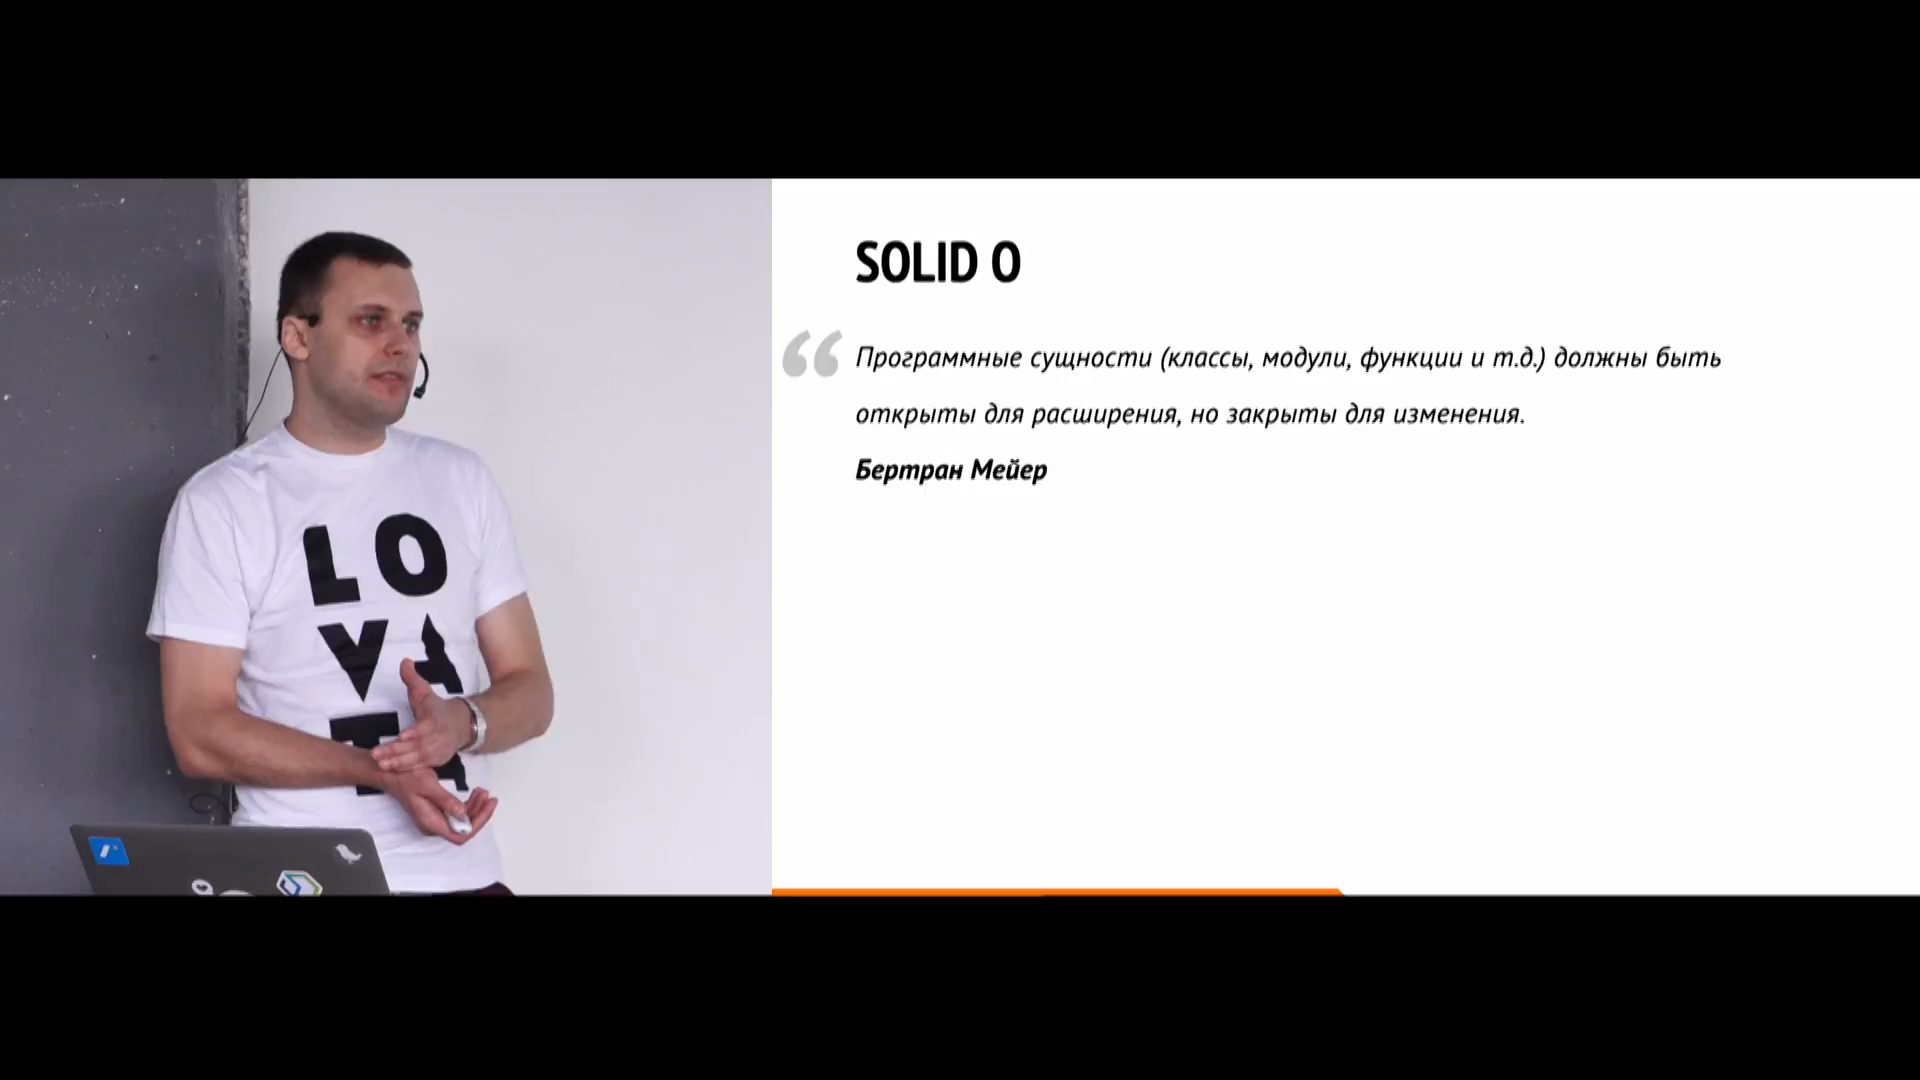 LO
VA
TA
SOLID O
“ Программные сущности (классы, модули, функции и т.д.) должны быть
открыты для расширения, но закрыты для изменения.
Бертран Мейер